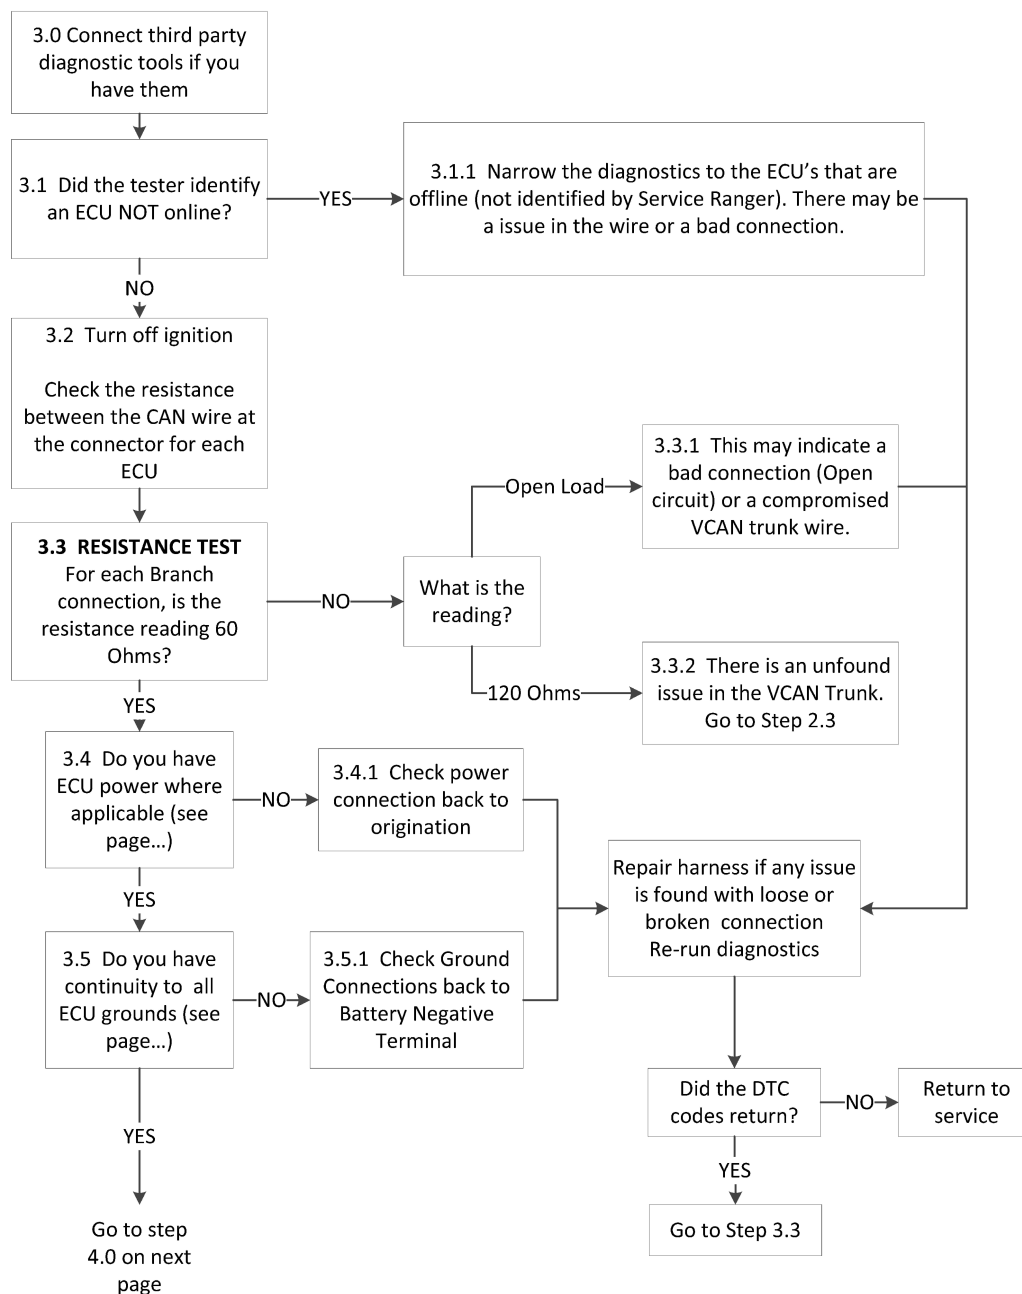 3.0 Connect third party
diagnostic tools if you
have them
3.1  Did the tester identify
an ECU NOT online?
YES
3.1.1  Narrow the diagnostics to the ECU’s that are
offline (not identified by Service Ranger). There may be
a issue in the wire or a bad connection.
NO
3.2  Turn off ignition
Check the resistance
between the CAN wire at
the connector for each
ECU
3.3  RESISTANCE TEST
For each Branch
connection, is the
resistance reading 60
Ohms?
NO
What is the
reading?
Open Load
3.3.1  This may indicate a
bad connection (Open
circuit) or a compromised
VCAN trunk wire.
120 Ohms
3.3.2  There is an unfound
issue in the VCAN Trunk.
Go to Step 2.3
YES
3.4  Do you have
ECU power where
applicable (see
page…)
NO
3.4.1  Check power
connection back to
origination
YES
3.5  Do you have
continuity to  all
ECU grounds (see
page…)
NO
3.5.1  Check Ground
Connections back to
Battery Negative
Terminal
Repair harness if any issue
is found with loose or
broken  connection
Re-run diagnostics
Did the DTC
codes return?
NO
Return to
service
YES
Go to Step 3.3
YES
Go to step
4.0 on next
page